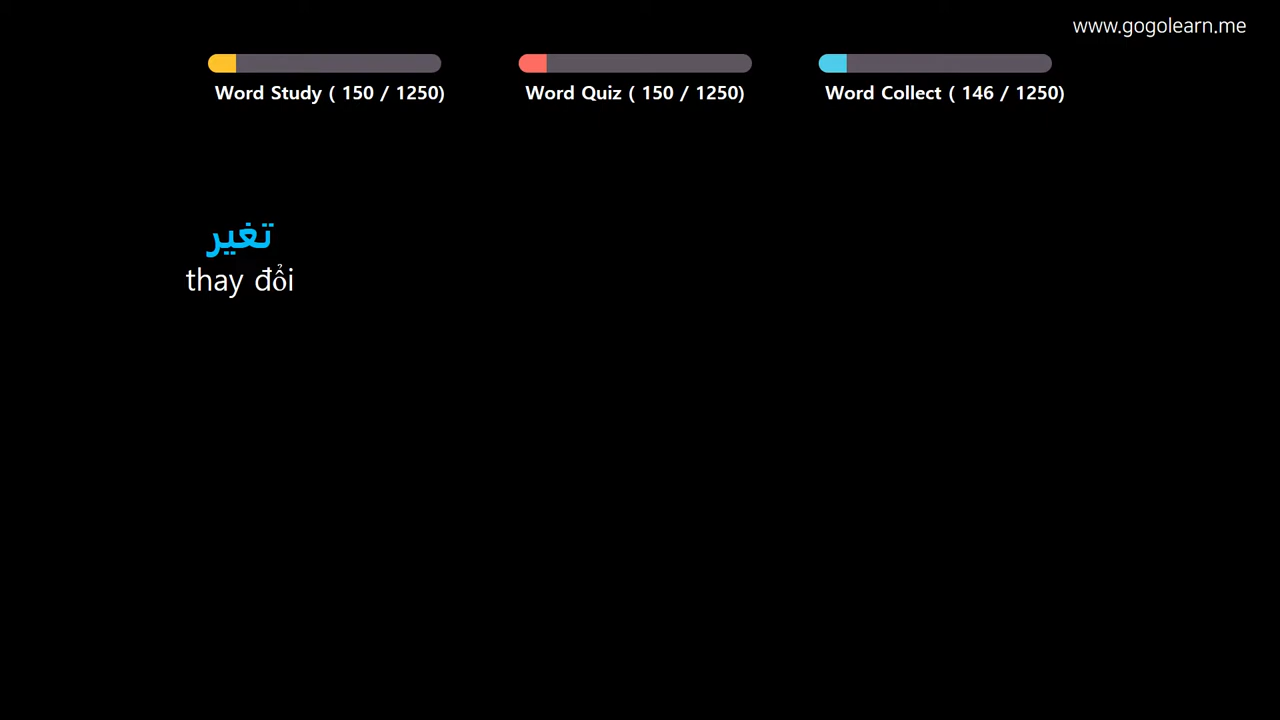 www.gogolearn.me
Word Study ( 150 / 1250)
Word Quiz ( 150 / 1250)
Word Collect ( 146 / 1250)
تغير
thay đổi